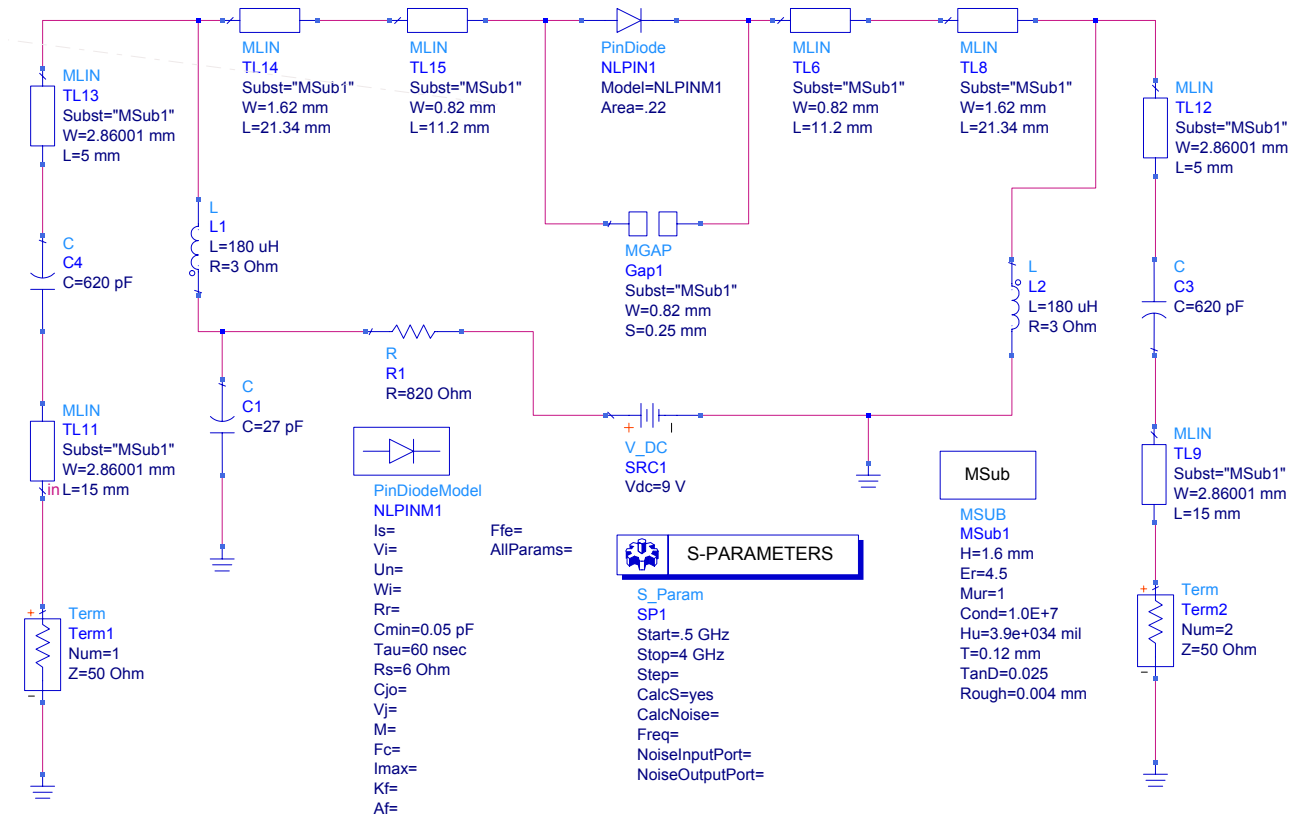 MLIN
TL14
Subst="MSub1"
W=1.62 mm
L=21.34 mm
MLIN
TL15
Subst="MSub1"
W=0.82 mm
L=11.2 mm
PinDiode
NLPIN1
Model=NLPINM1
Area=.22
MLIN
TL6
Subst="MSub1"
W=0.82 mm
L=11.2 mm
MLIN
TL8
Subst="MSub1"
W=1.62 mm
L=21.34 mm
MLIN
TL13
Subst="MSub1"
W=2.86001 mm
L=5 mm
MLIN
TL12
Subst="MSub1"
W=2.86001 mm
L=5 mm
L
L1
L=180 uH
R=3 Ohm
C
C4
C=620 pF
MGAP
Gap1
Subst="MSub1"
W=0.82 mm
S=0.25 mm
L
L2
L=180 uH
R=3 Ohm
C
C3
C=620 pF
R
R1
R=820 Ohm
C
C1
C=27 pF
MLIN
TL11
Subst="MSub1"
W=2.86001 mm
in L=15 mm
+
V_DC
SRC1
Vdc=9 V
MLIN
TL9
Subst="MSub1"
W=2.86001 mm
L=15 mm
PinDiodeModel
NLPINM1
Is=
Vi=
Un=
Wi=
Rr=
Cmin=0.05 pF
Tau=60 nsec
Rs=6 Ohm
Cjo=
Vj=
M=
Fc=
Imax=
Kf=
Af=
Ffe=
AllParams=
S-PARAMETERS
S_Param
SP1
Start=.5 GHz
Stop=4 GHz
Step=
CalcS=yes
CalcNoise=
Freq=
NoiseInputPort=
NoiseOutputPort=
MSub
MSUB
MSub1
H=1.6 mm
Er=4.5
Mur=1
Cond=1.0E+7
Hu=3.9e+034 mil
T=0.12 mm
TanD=0.025
Rough=0.004 mm
+
Term
Term1
Num=1
Z=50 Ohm
−
+
Term
Term2
Num=2
Z=50 Ohm
−